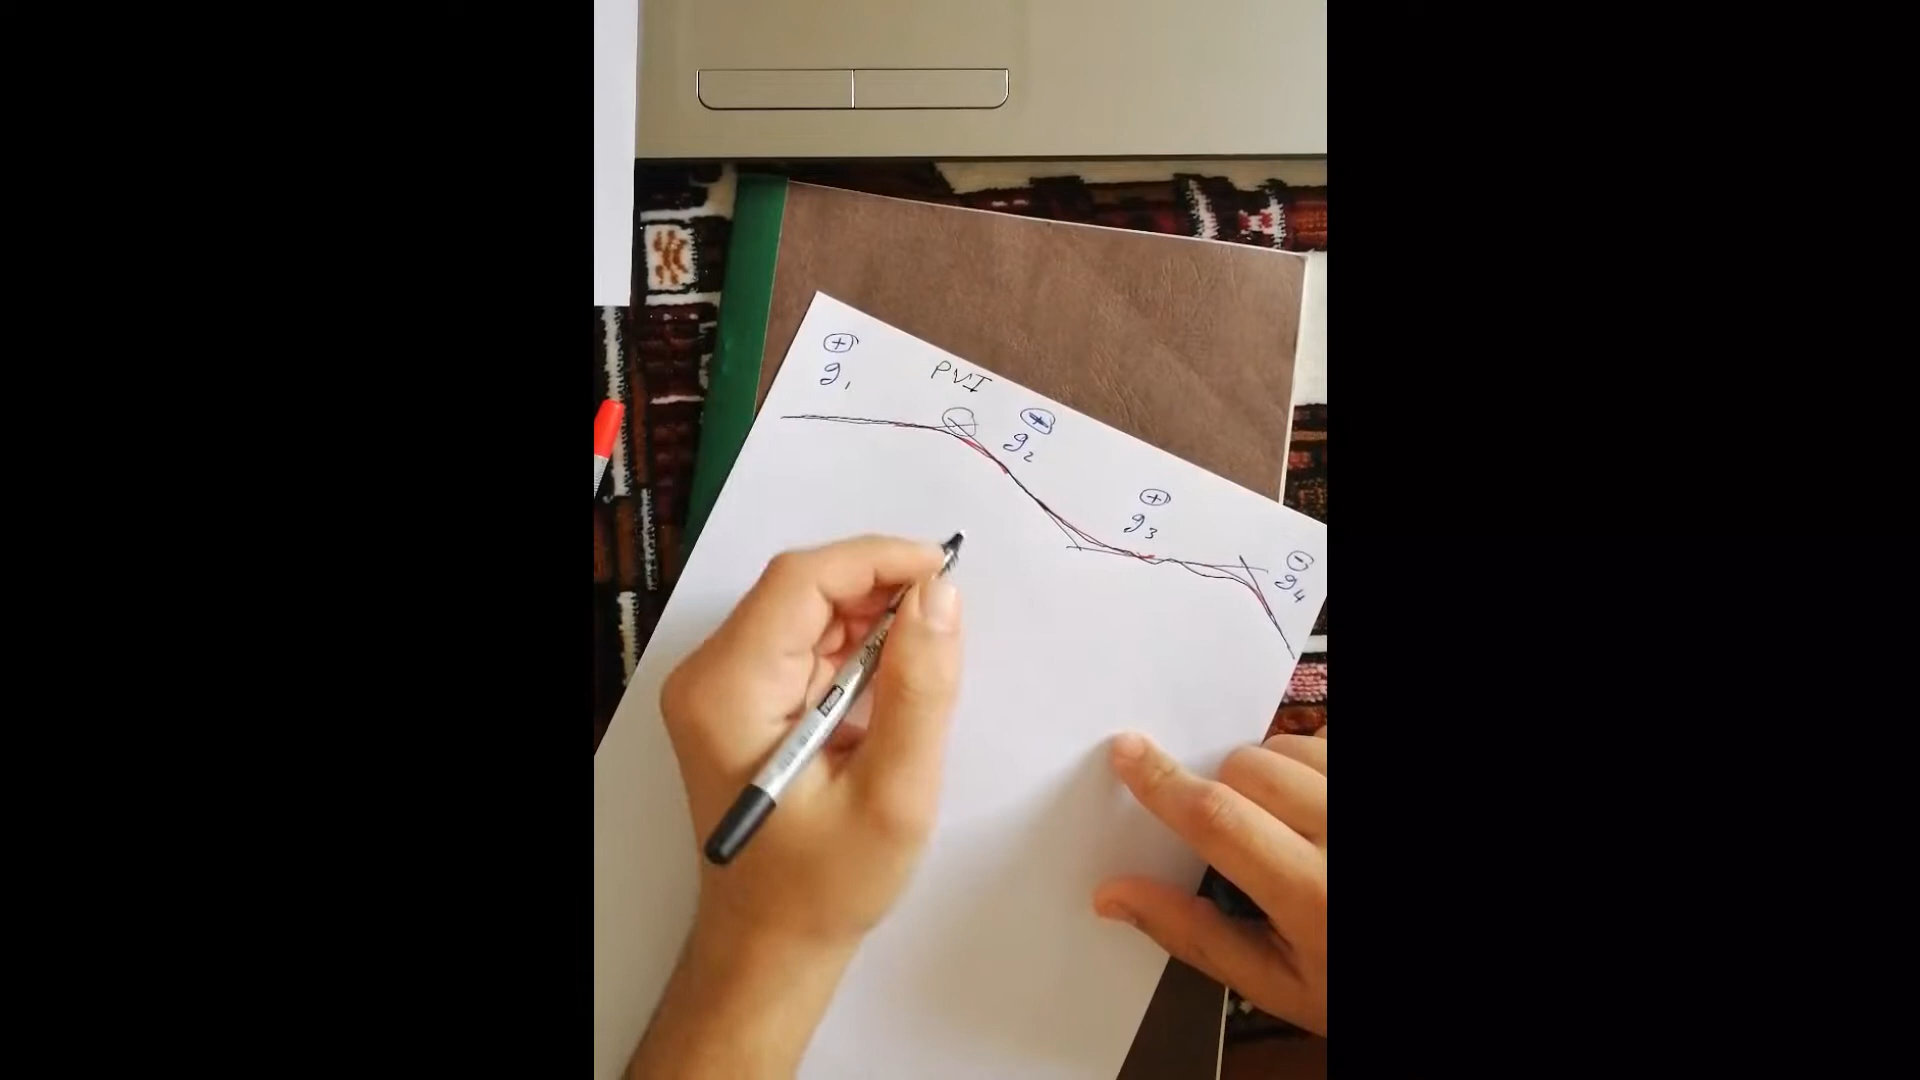 ⊕
g₁
PVI
⊕
g₂
⊕
g₃
⊖
g₄